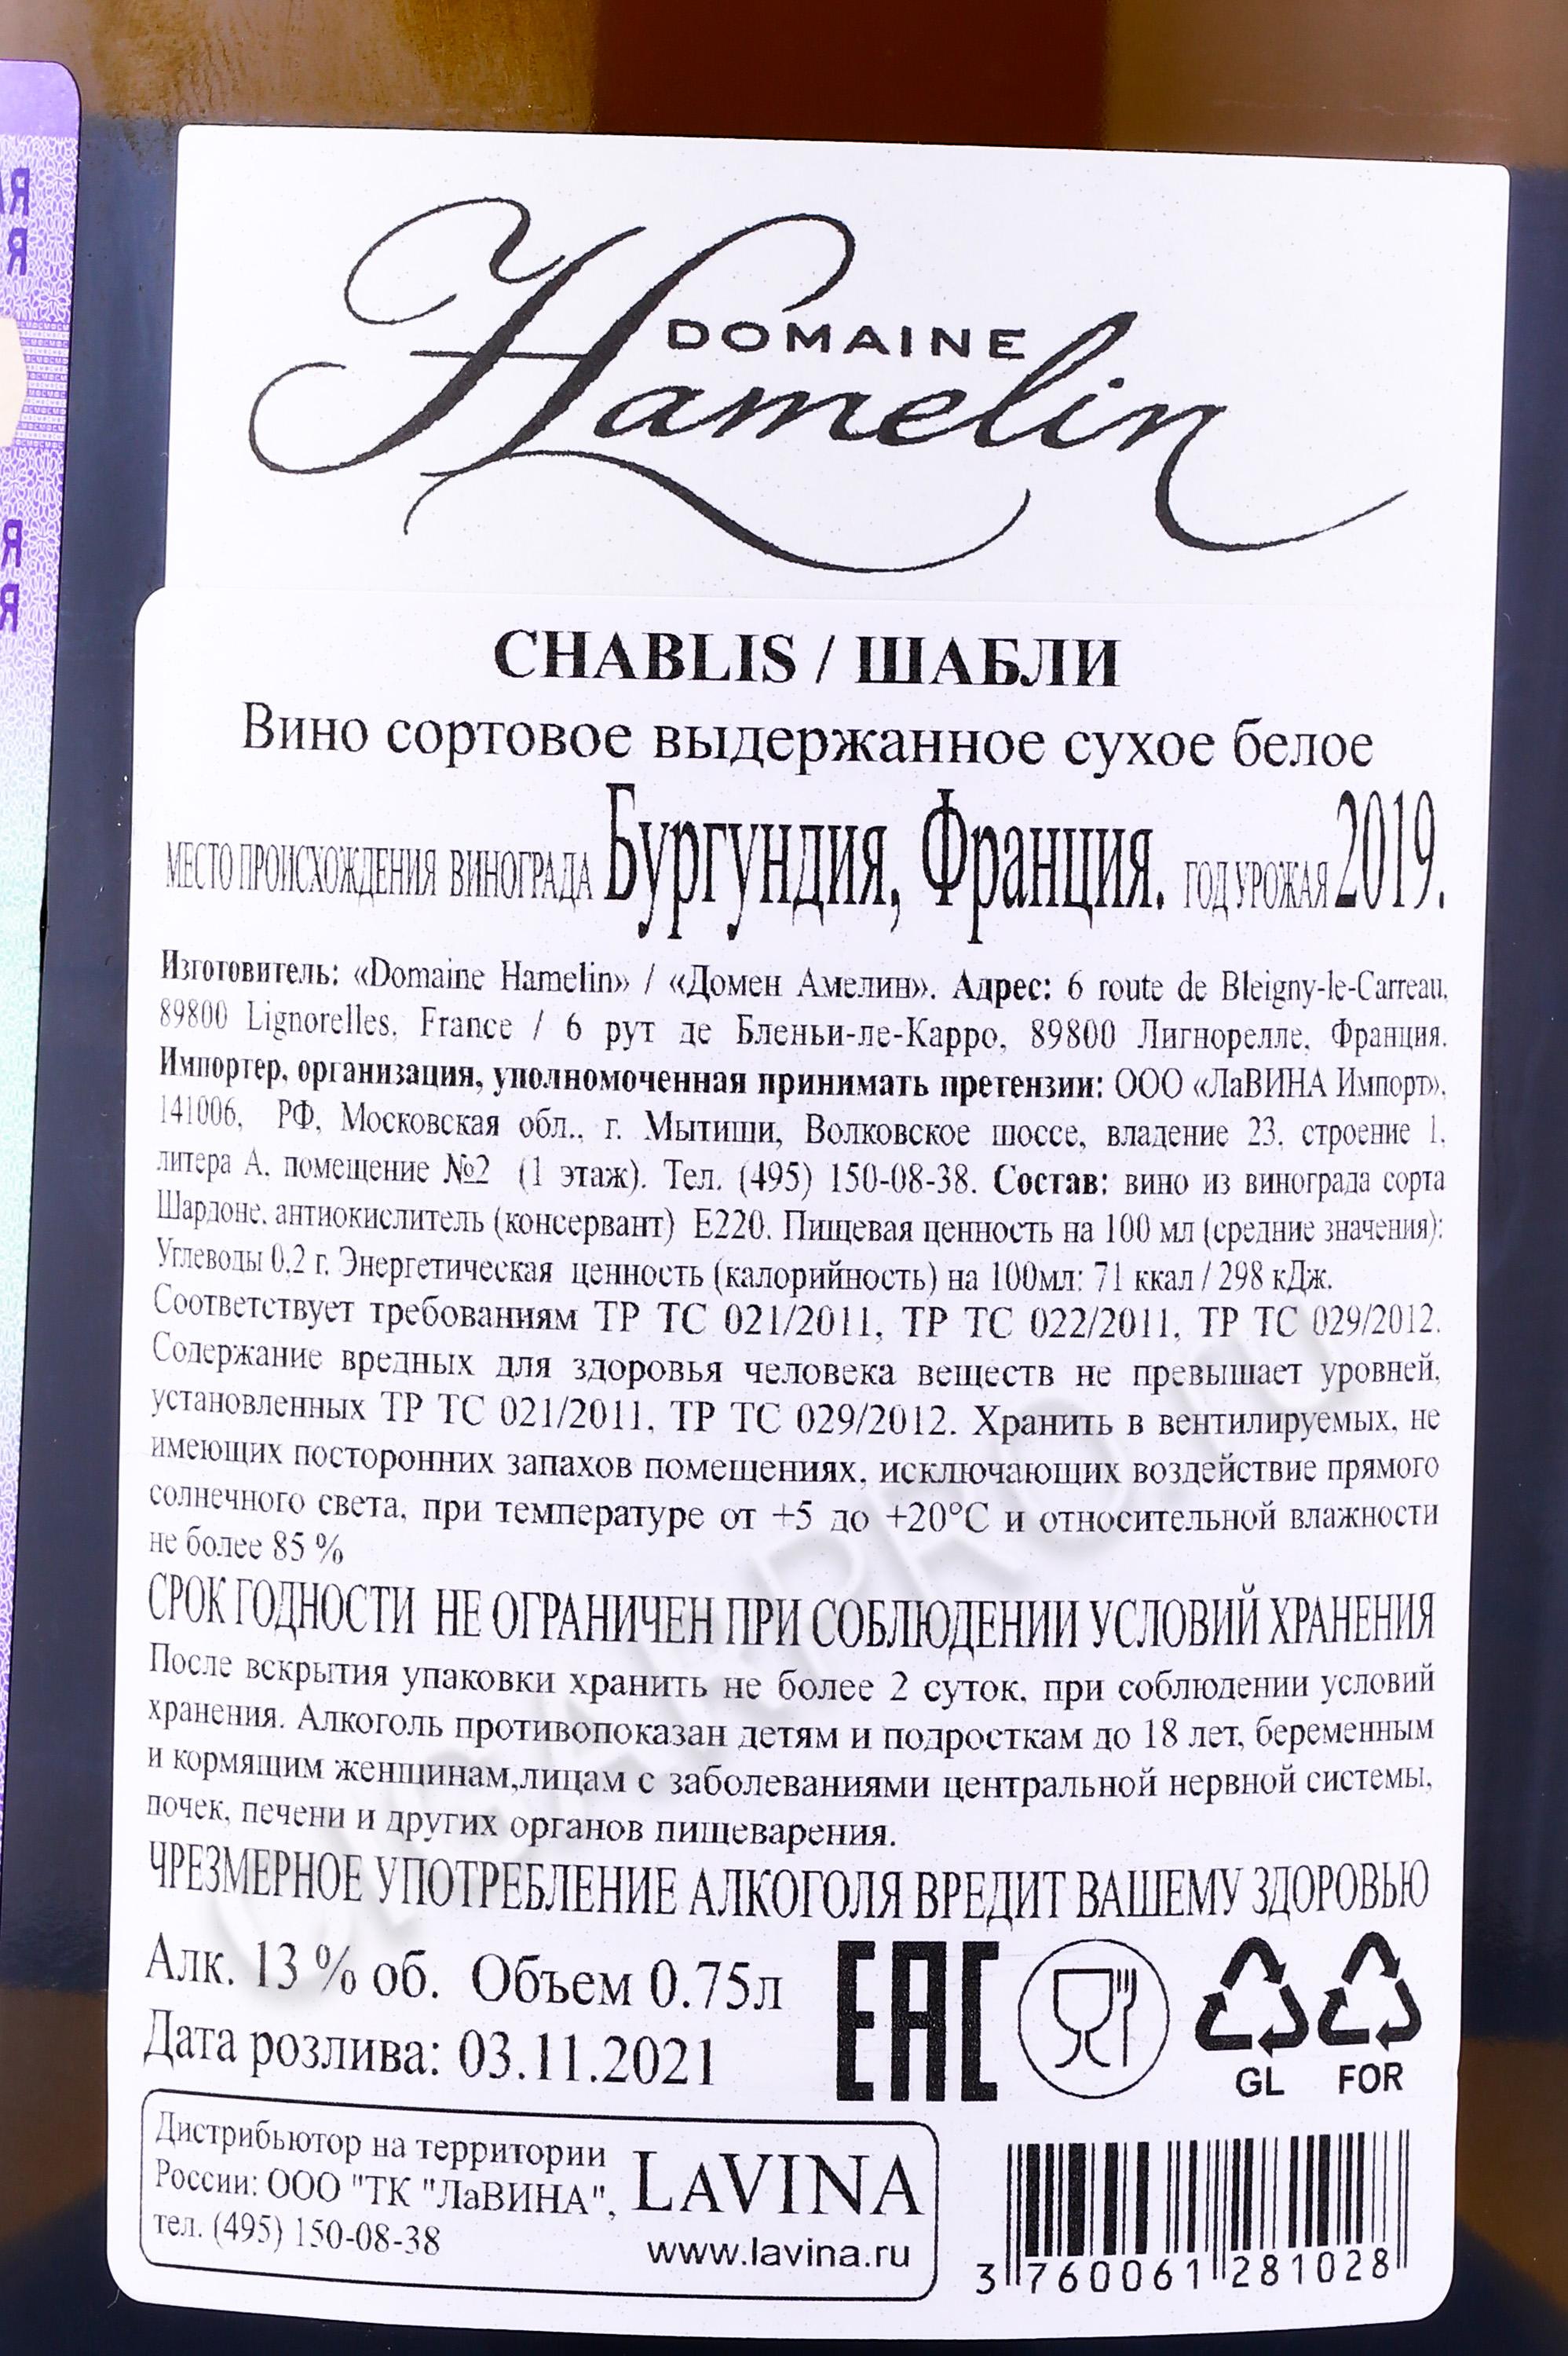 DOMAINE
Hamelin
CHABLIS / ШАБЛИ
Вино сортовое выдержанное сухое белое
МЕСТО ПРОИСХОЖДЕНИЯ ВИНОГРАДА Бургундия, Франция. ГОД УРОЖАЯ 2019.
Изготовитель: «Domaine Hamelin» / «Домен Амелин». Адрес: 6 route de Bleigny-le-Carreau,
89800 Lignorelles, France / 6 рут де Бленьи-ле-Карро, 89800 Лигнорелле, Франция.
Импортер, организация, уполномоченная принимать претензии: ООО «ЛаВИНА Импорт»,
141006, РФ, Московская обл., г. Мытищи, Волковское шоссе, владение 23, строение 1,
литера А, помещение №2 (1 этаж). Тел. (495) 150-08-38. Состав: вино из винограда сорта
Шардоне, антиокислитель (консервант) Е220. Пищевая ценность на 100 мл (средние значения):
Углеводы 0,2 г. Энергетическая ценность (калорийность) на 100мл: 71 ккал / 298 кДж.
Соответствует требованиям ТР ТС 021/2011, ТР ТС 022/2011, ТР ТС 029/2012.
Содержание вредных для здоровья человека веществ не превышает уровней,
установленных ТР ТС 021/2011, ТР ТС 029/2012. Хранить в вентилируемых, не
имеющих посторонних запахов помещениях, исключающих воздействие прямого
солнечного света, при температуре от +5 до +20°С и относительной влажности
не более 85 %
СРОК ГОДНОСТИ НЕ ОГРАНИЧЕН ПРИ СОБЛЮДЕНИИ УСЛОВИЙ ХРАНЕНИЯ
После вскрытия упаковки хранить не более 2 суток, при соблюдении условий
хранения. Алкоголь противопоказан детям и подросткам до 18 лет, беременным
и кормящим женщинам,лицам с заболеваниями центральной нервной системы,
почек, печени и других органов пищеварения.
ЧРЕЗМЕРНОЕ УПОТРЕБЛЕНИЕ АЛКОГОЛЯ ВРЕДИТ ВАШЕМУ ЗДОРОВЬЮ
Алк. 13 % об. Объем 0.75л
Дата розлива: 03.11.2021
EAC
GL FOR
Дистрибьютор на территории
России: ООО "ТК "ЛаВИНА",
тел. (495) 150-08-38
LAVINA
www.lavina.ru
3 760061 281028
CIGARPRO.ru